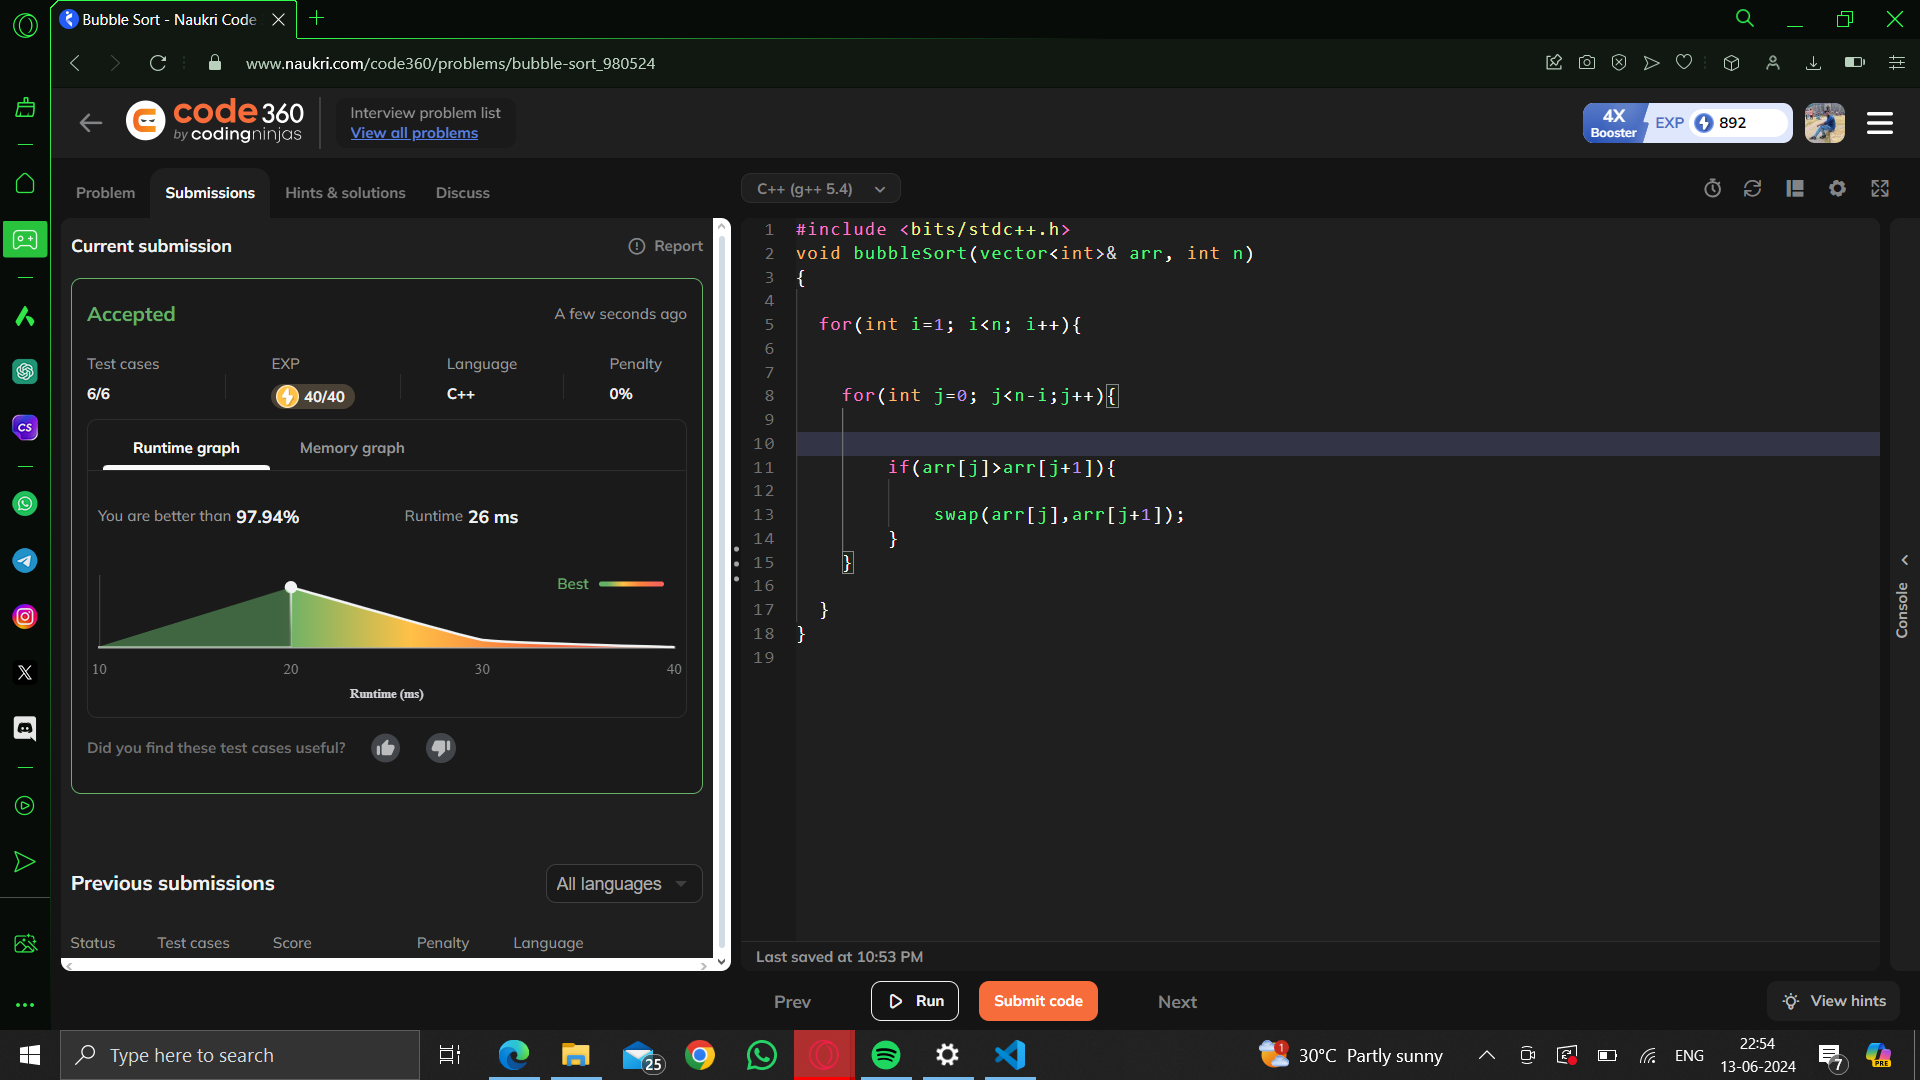 Bubble Sort - Naukri Code
www.naukri.com/code360/problems/bubble-sort_980524
code 360
by codingninjas
Interview problem list
View all problems
4X
Booster
EXP
892
Problem
Submissions
Hints & solutions
Discuss
C++ (g++ 5.4)
Current submission
Report
Accepted
A few seconds ago
Test cases
EXP
Language
Penalty
6/6
40/40
C++
0%
Runtime graph
Memory graph
You are better than 97.94%
Runtime 26 ms
Best
10
20
30
40
Runtime (ms)
Did you find these test cases useful?
Previous submissions
All languages
Status
Test cases
Score
Penalty
Language
1 #include <bits/stdc++.h>
2 void bubbleSort(vector<int>& arr, int n)
3 {
4
5 for(int i=1; i<n; i++){
6
7
8 for(int j=0; j<n-i;j++){
9
10
11 if(arr[j]>arr[j+1]){
12
13 swap(arr[j],arr[j+1]);
14 }
15 }
16
17 }
18 }
19
Console
Last saved at 10:53 PM
Prev
Run
Submit code
Next
View hints
CS
Type here to search
25
1
30°C Partly sunny
ENG
22:54
13-06-2024
7
PRE